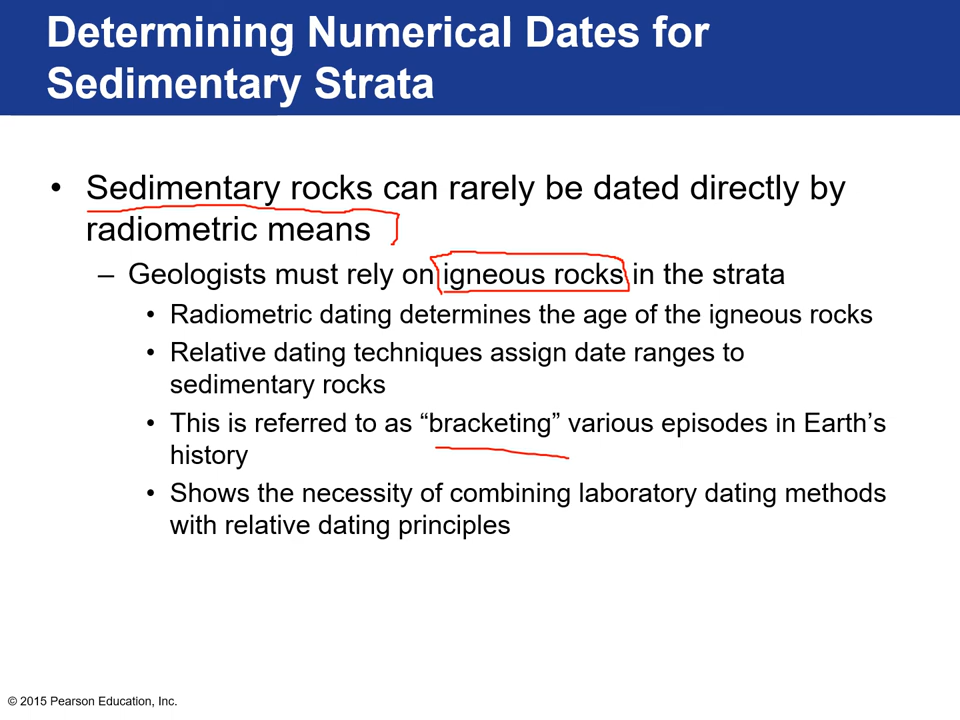 Determining Numerical Dates for
Sedimentary Strata
• Sedimentary rocks can rarely be dated directly by
radiometric means
– Geologists must rely on igneous rocks in the strata
• Radiometric dating determines the age of the igneous rocks
• Relative dating techniques assign date ranges to
sedimentary rocks
• This is referred to as “bracketing” various episodes in Earth’s
history
• Shows the necessity of combining laboratory dating methods
with relative dating principles
© 2015 Pearson Education, Inc.